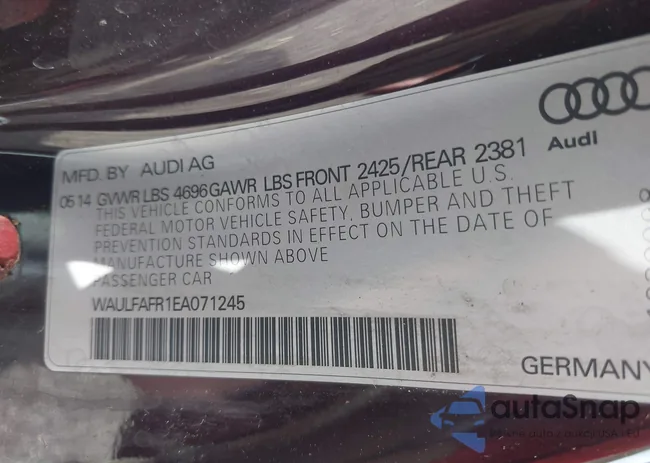 MFD. BY AUDI AG
05 14 GVWR LBS 4696 GAWR LBS FRONT 2425/REAR 2381
THIS VEHICLE CONFORMS TO ALL APPLICABLE U.S.
FEDERAL MOTOR VEHICLE SAFETY, BUMPER AND THEFT
PREVENTION STANDARDS IN EFFECT ON THE DATE OF
MANUFACTURE SHOWN ABOVE
PASSENGER CAR
WAULFAFR1EA071245
Audi
GERMANY
autoSnap